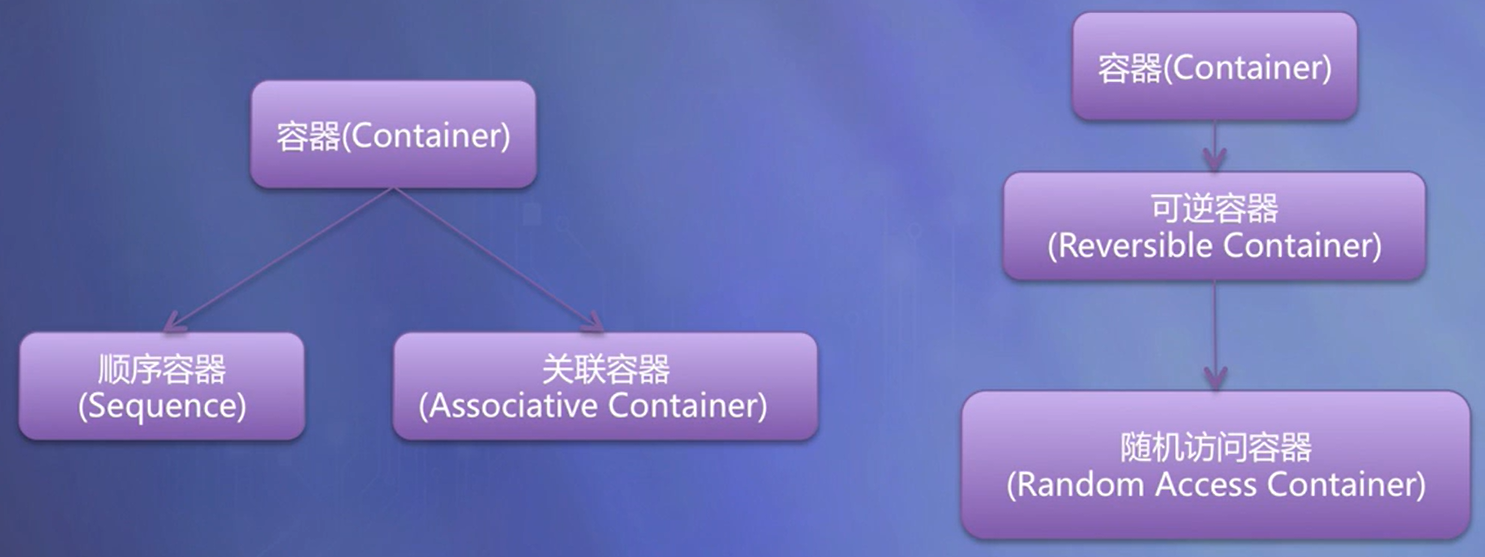 容器(Container)
顺序容器
(Sequence)
关联容器
(Associative Container)
容器(Container)
可逆容器
(Reversible Container)
随机访问容器
(Random Access Container)